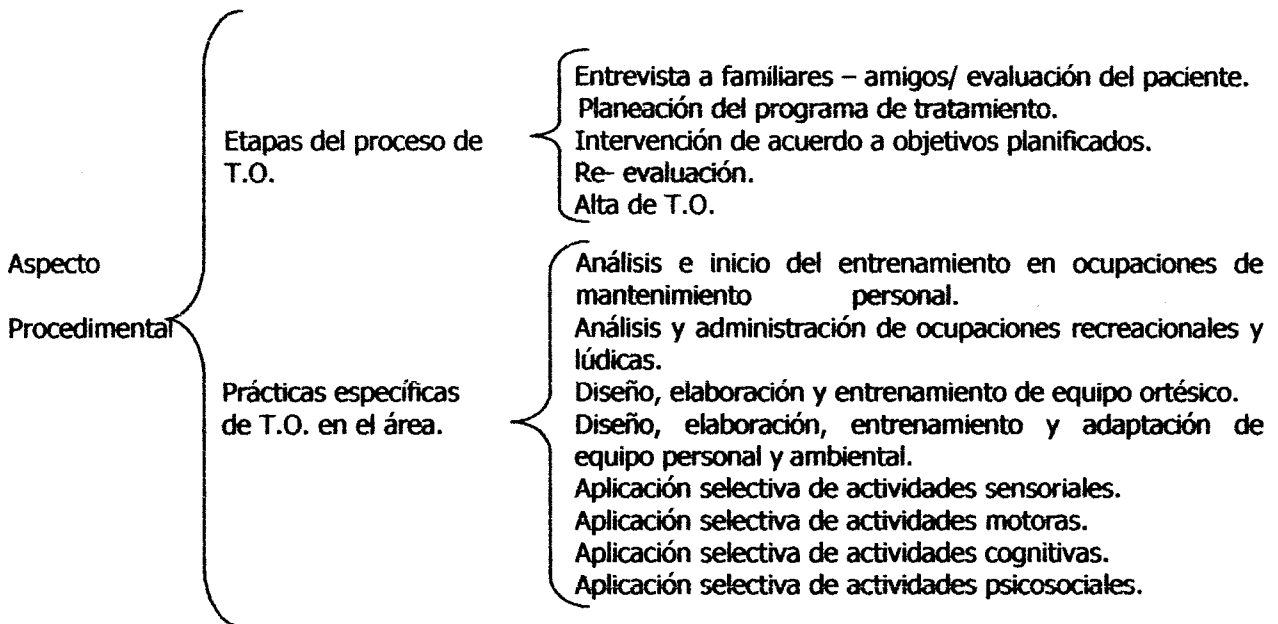 Entrevista a familiares – amigos/ evaluación del paciente.
Planeación del programa de tratamiento.
Etapas del proceso de
T.O.
Intervención de acuerdo a objetivos planificados.
Re- evaluación.
Alta de T.O.
Aspecto
Procedimental
Análisis e inicio del entrenamiento en ocupaciones de
mantenimiento personal.
Análisis y administración de ocupaciones recreacionales y
lúdicas.
Prácticas específicas
de T.O. en el área.
Diseño, elaboración y entrenamiento de equipo ortésico.
Diseño, elaboración, entrenamiento y adaptación de
equipo personal y ambiental.
Aplicación selectiva de actividades sensoriales.
Aplicación selectiva de actividades motoras.
Aplicación selectiva de actividades cognitivas.
Aplicación selectiva de actividades psicosociales.